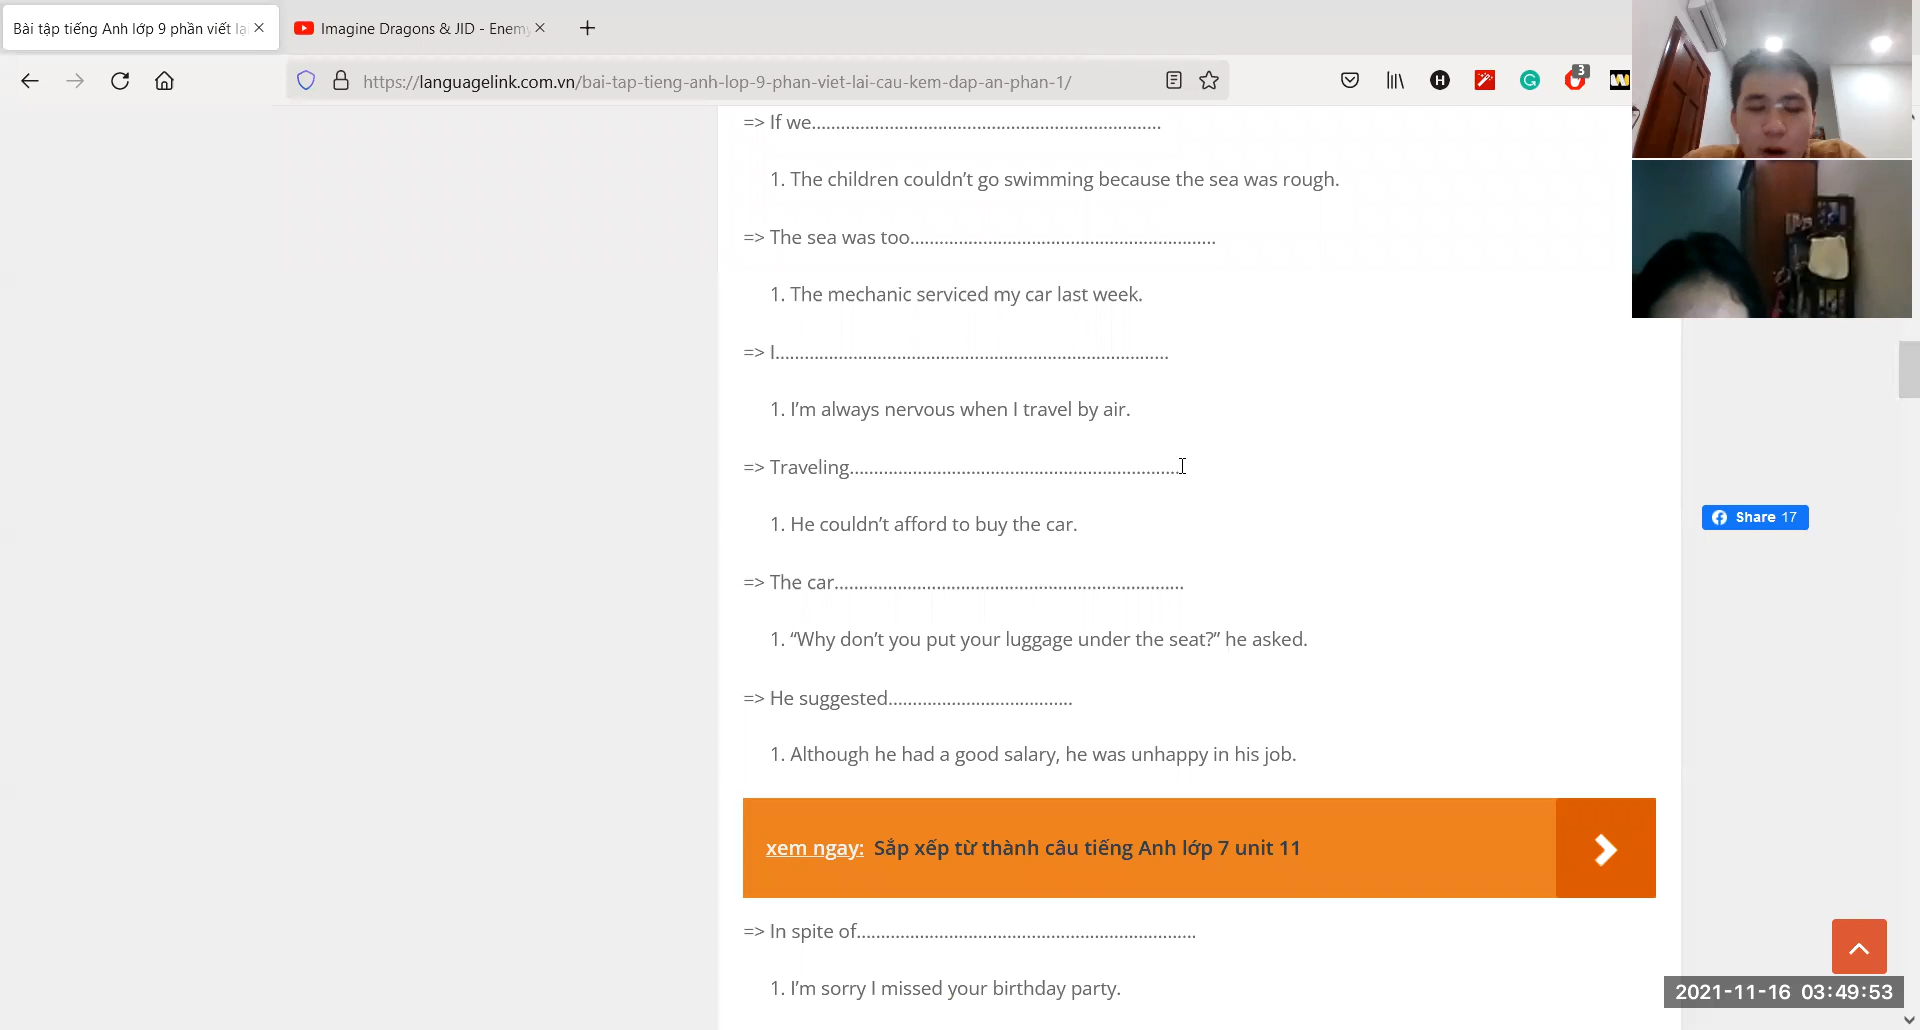 Bài tập tiếng Anh lớp 9 phần viết lạ
Imagine Dragons & JID - Enemy
https://languagelink.com.vn/bai-tap-tieng-anh-lop-9-phan-viet-lai-cau-kem-dap-an-phan-1/
3
=> If we........................................................................
1. The children couldn’t go swimming because the sea was rough.
=> The sea was too...............................................................
1. The mechanic serviced my car last week.
=> I.................................................................................
1. I’m always nervous when I travel by air.
=> Traveling....................................................................
1. He couldn’t afford to buy the car.
=> The car........................................................................
1. “Why don’t you put your luggage under the seat?” he asked.
=> He suggested......................................
1. Although he had a good salary, he was unhappy in his job.
xem ngay: Sắp xếp từ thành câu tiếng Anh lớp 7 unit 11
=> In spite of......................................................................
1. I’m sorry I missed your birthday party.
Share 17
2021-11-16 03:49:53